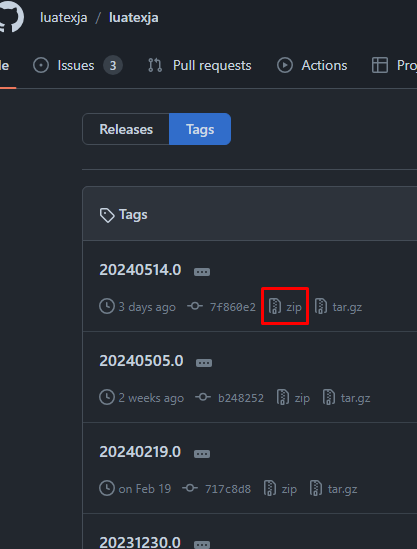 luatexja / luatexja
Issues 3 Pull requests Actions
Releases Tags
Tags
20240514.0
3 days ago 7f860e2 zip tar.gz
20240505.0
2 weeks ago b248252 zip tar.gz
20240219.0
on Feb 19 717c8d8 zip tar.gz
20231230.0